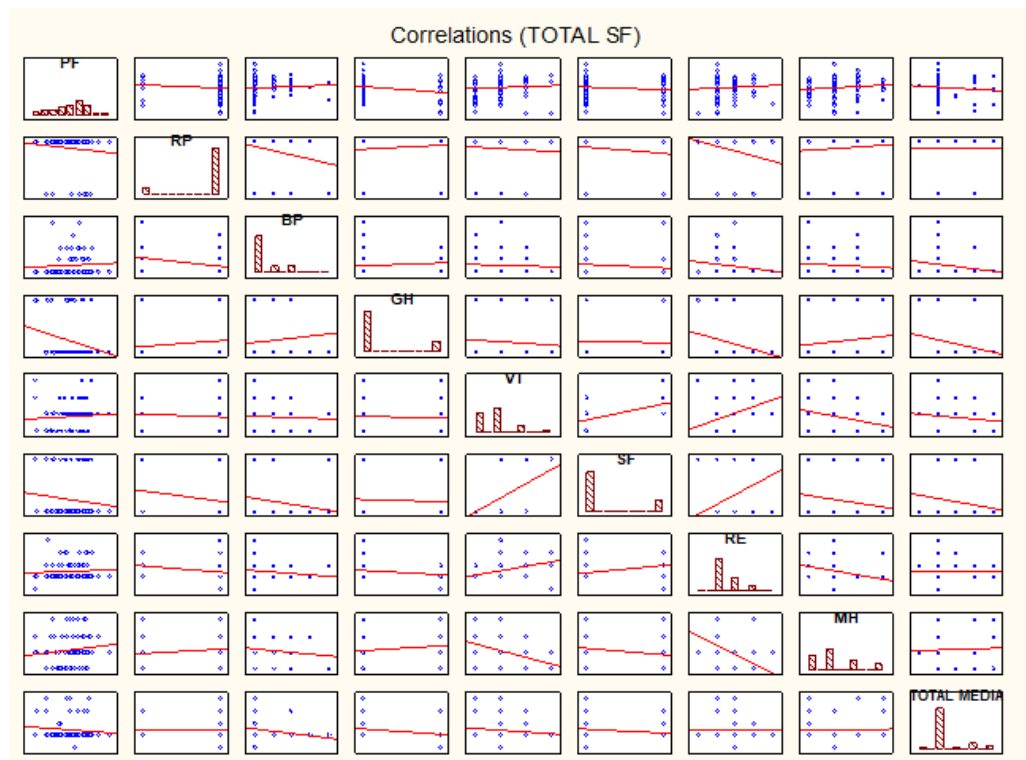 Correlations (TOTAL SF)
PF
RP
BP
GH
VT
SF
RE
MH
TOTAL MEDIA